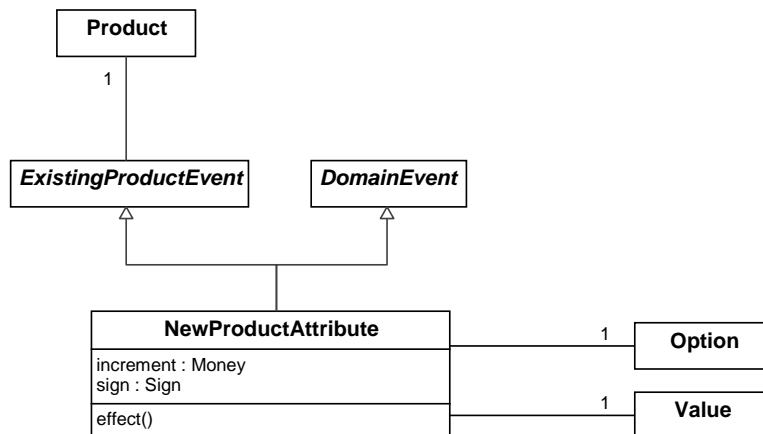 Product
1
ExistingProductEvent
DomainEvent
NewProductAttribute
increment : Money
sign : Sign
effect()
1
Option
1
Value